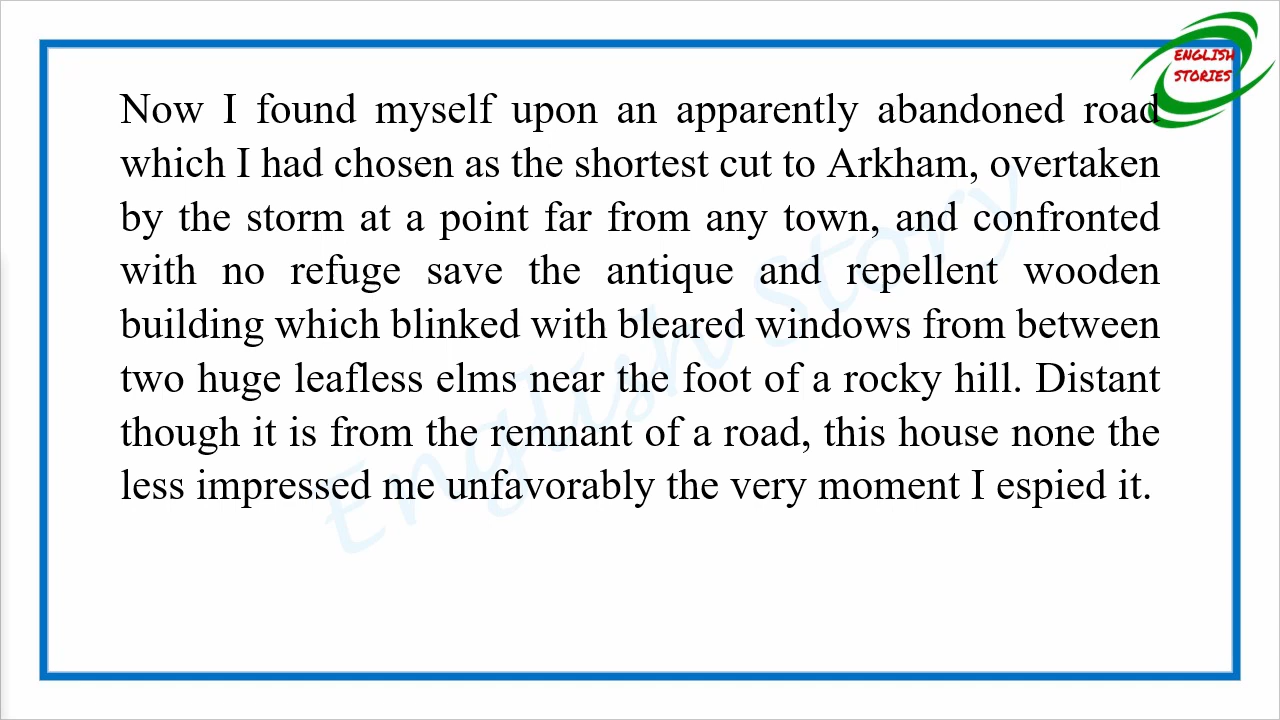 ENGLISH
STORIES
Now I found myself upon an apparently abandoned road
which I had chosen as the shortest cut to Arkham, overtaken
by the storm at a point far from any town, and confronted
with no refuge save the antique and repellent wooden
building which blinked with bleared windows from between
two huge leafless elms near the foot of a rocky hill. Distant
though it is from the remnant of a road, this house none the
less impressed me unfavorably the very moment I espied it.
English Story